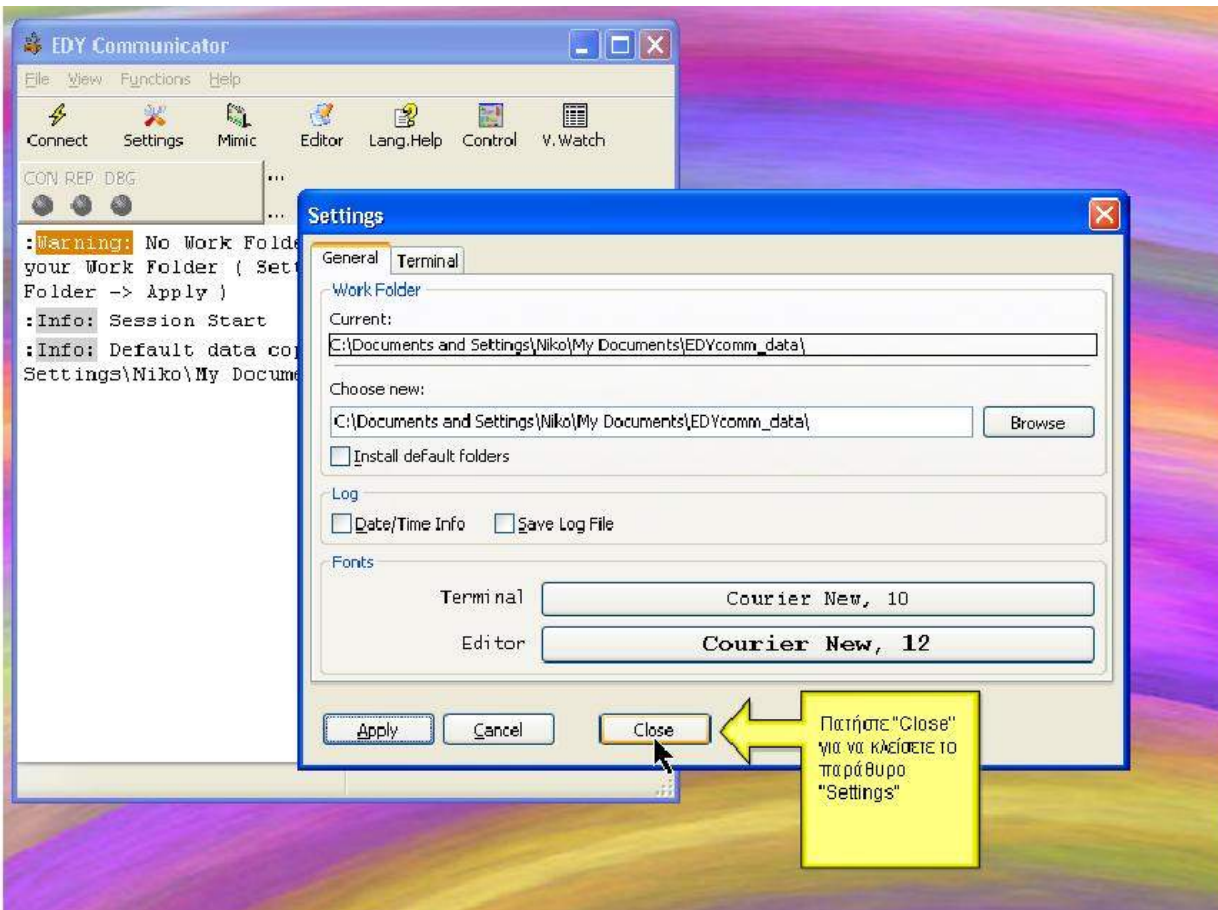 EDY Communicator
File View Functions Help
Connect Settings Mimic Editor Lang.Help Control V.Watch
CON REP DBG ...
...
:Warning: No Work Folde
your Work Folder ( Sett
Folder -> Apply )
:Info: Session Start
:Info: Default data cop
Settings\Niko\My Docume
Settings
General Terminal
Work Folder
Current:
C:\Documents and Settings\Niko\My Documents\EDYcomm_data\
Choose new:
C:\Documents and Settings\Niko\My Documents\EDYcomm_data\ Browse
Install default folders
Log
Date/Time Info Save Log File
Fonts
Terminal Courier New, 10
Editor Courier New, 12
Apply Cancel Close
Πατήστε "Close"
για να κλείσετε το
παράθυρο
"Settings"